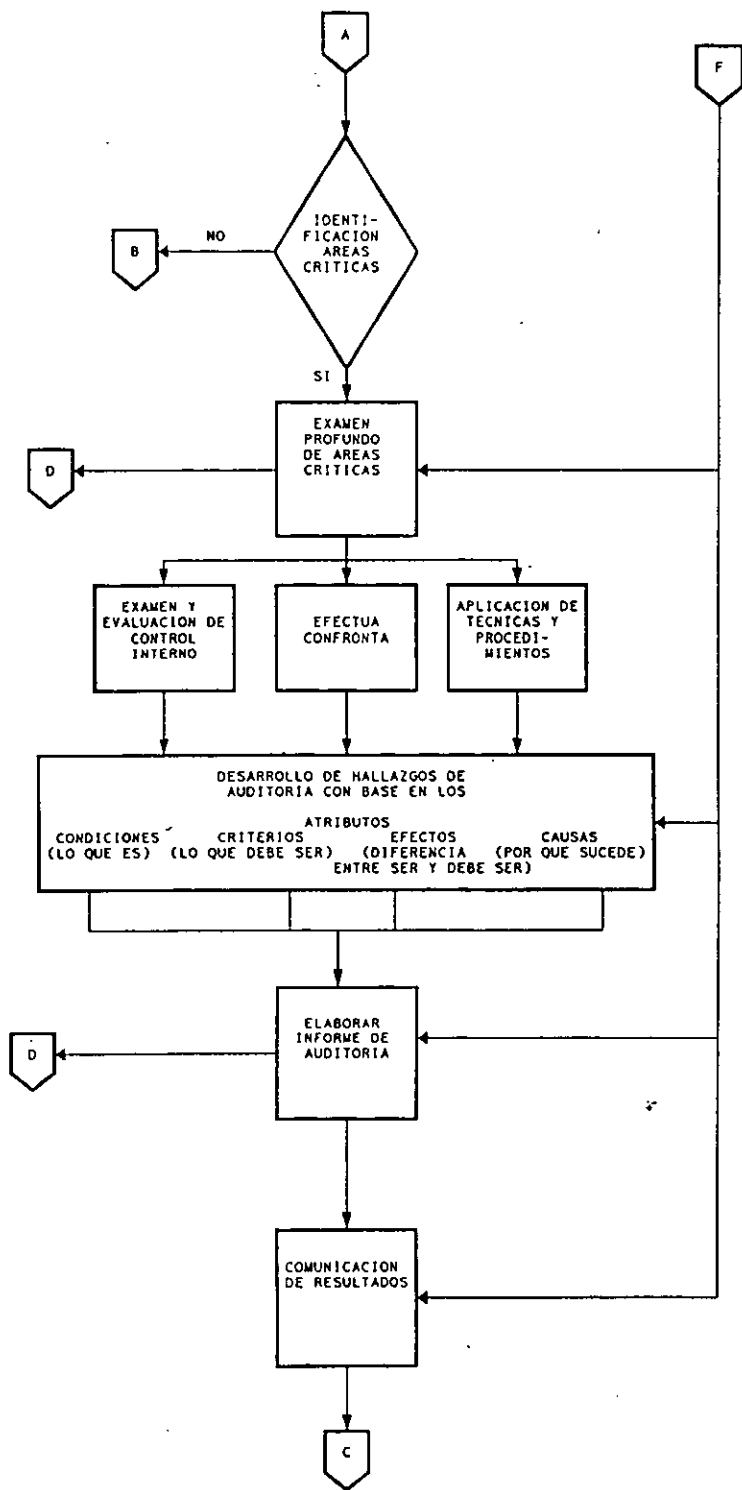 A
F
IDENTI-
FICACION
AREAS
CRITICAS
NO
B
SI
EXAMEN
PROFUNDO
DE AREAS
CRITICAS
D
EXAMEN Y
EVALUACION DE
CONTROL
INTERNO
EFECTUA
CONFRONTA
APLICACION DE
TECNICAS Y
PROCEDI-
MIENTOS
DESARROLLO DE HALLAZGOS DE
AUDITORIA CON BASE EN LOS
ATRIBUTOS
CONDICIONES CRITERIOS EFECTOS CAUSAS
(LO QUE ES) (LO QUE DEBE SER) (DIFERENCIA (POR QUE SUCEDE)
ENTRE SER Y DEBE SER)
ELABORAR
INFORME DE
AUDITORIA
D
COMUNICACION
DE RESULTADOS
C